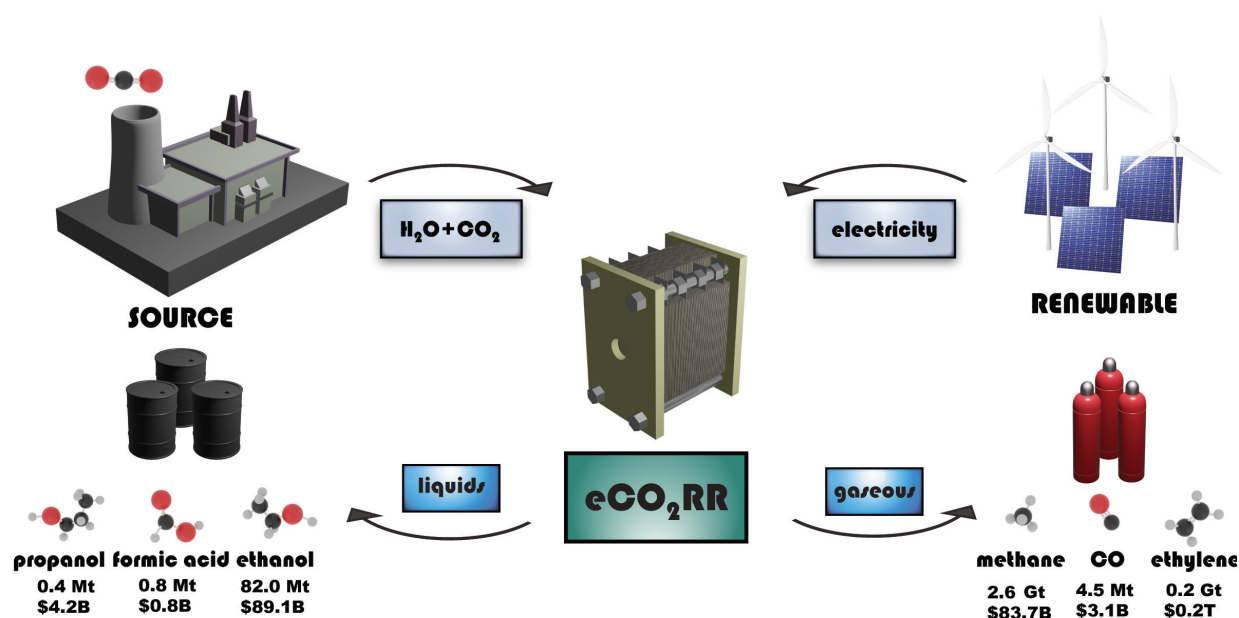 H₂O+CO₂
electricity
SOURCE
RENEWABLE
liquids
eCO₂RR
gaseous
propanol formic acid ethanol
0.4 Mt 0.8 Mt 82.0 Mt
$4.2B $0.8B $89.1B
methane CO ethylene
2.6 Gt 4.5 Mt 0.2 Gt
$83.7B $3.1B $0.2T